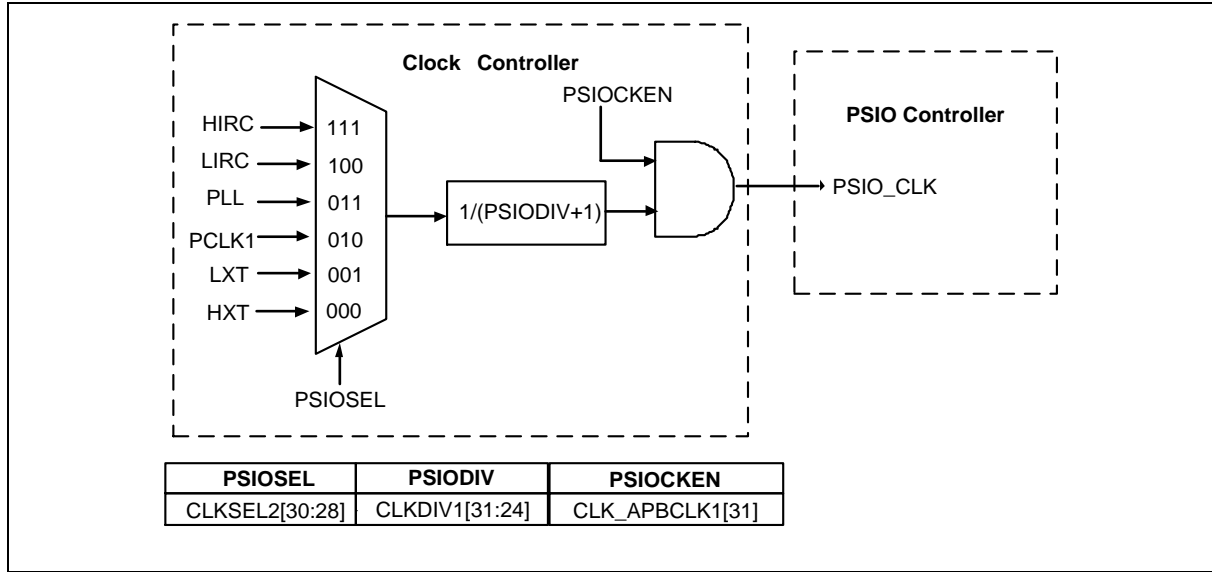 Clock Controller
PSIOCKEN
PSIO Controller
HIRC
111
LIRC
100
PLL
011
PCLK1
010
LXT
001
HXT
000
1/(PSIODIV+1)
PSIO_CLK
PSIOSEL
PSIOSEL PSIODIV PSIOCKEN
CLKSEL2[30:28] CLKDIV1[31:24] CLK_APBCLK1[31]